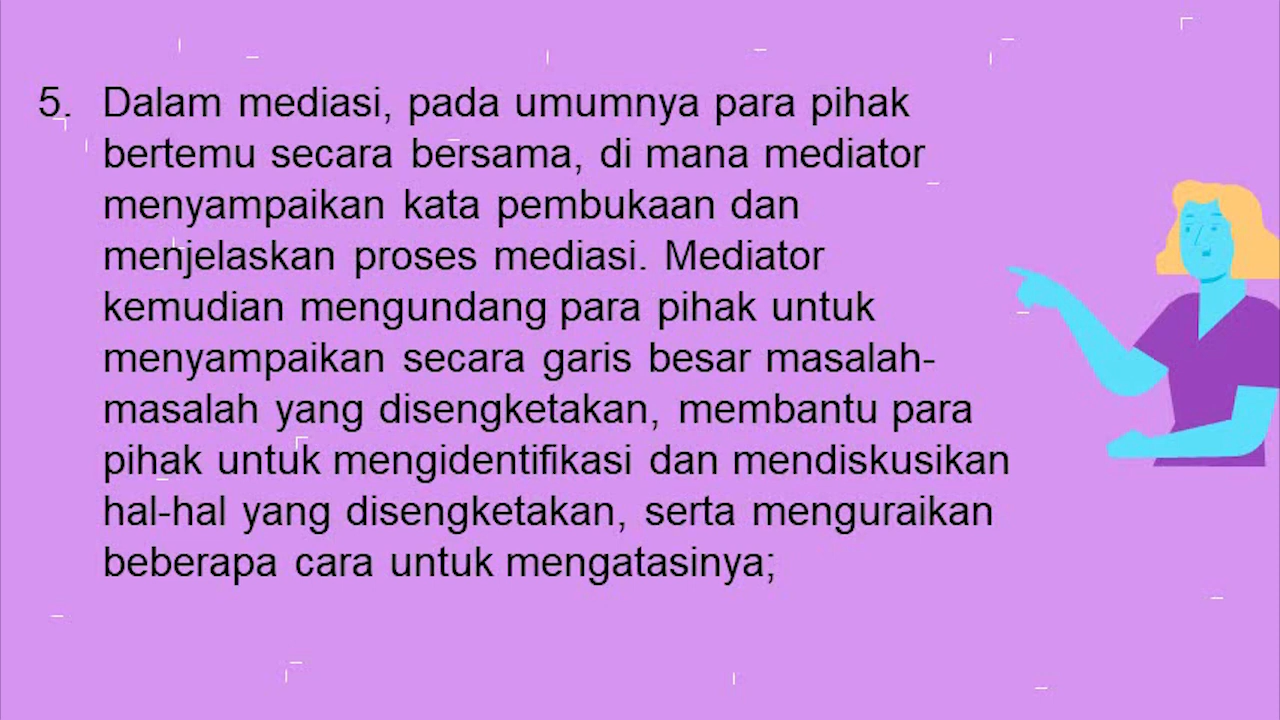 5. Dalam mediasi, pada umumnya para pihak
bertemu secara bersama, di mana mediator
menyampaikan kata pembukaan dan
menjelaskan proses mediasi. Mediator
kemudian mengundang para pihak untuk
menyampaikan secara garis besar masalah-
masalah yang disengketakan, membantu para
pihak untuk mengidentifikasi dan mendiskusikan
hal-hal yang disengketakan, serta menguraikan
beberapa cara untuk mengatasinya;